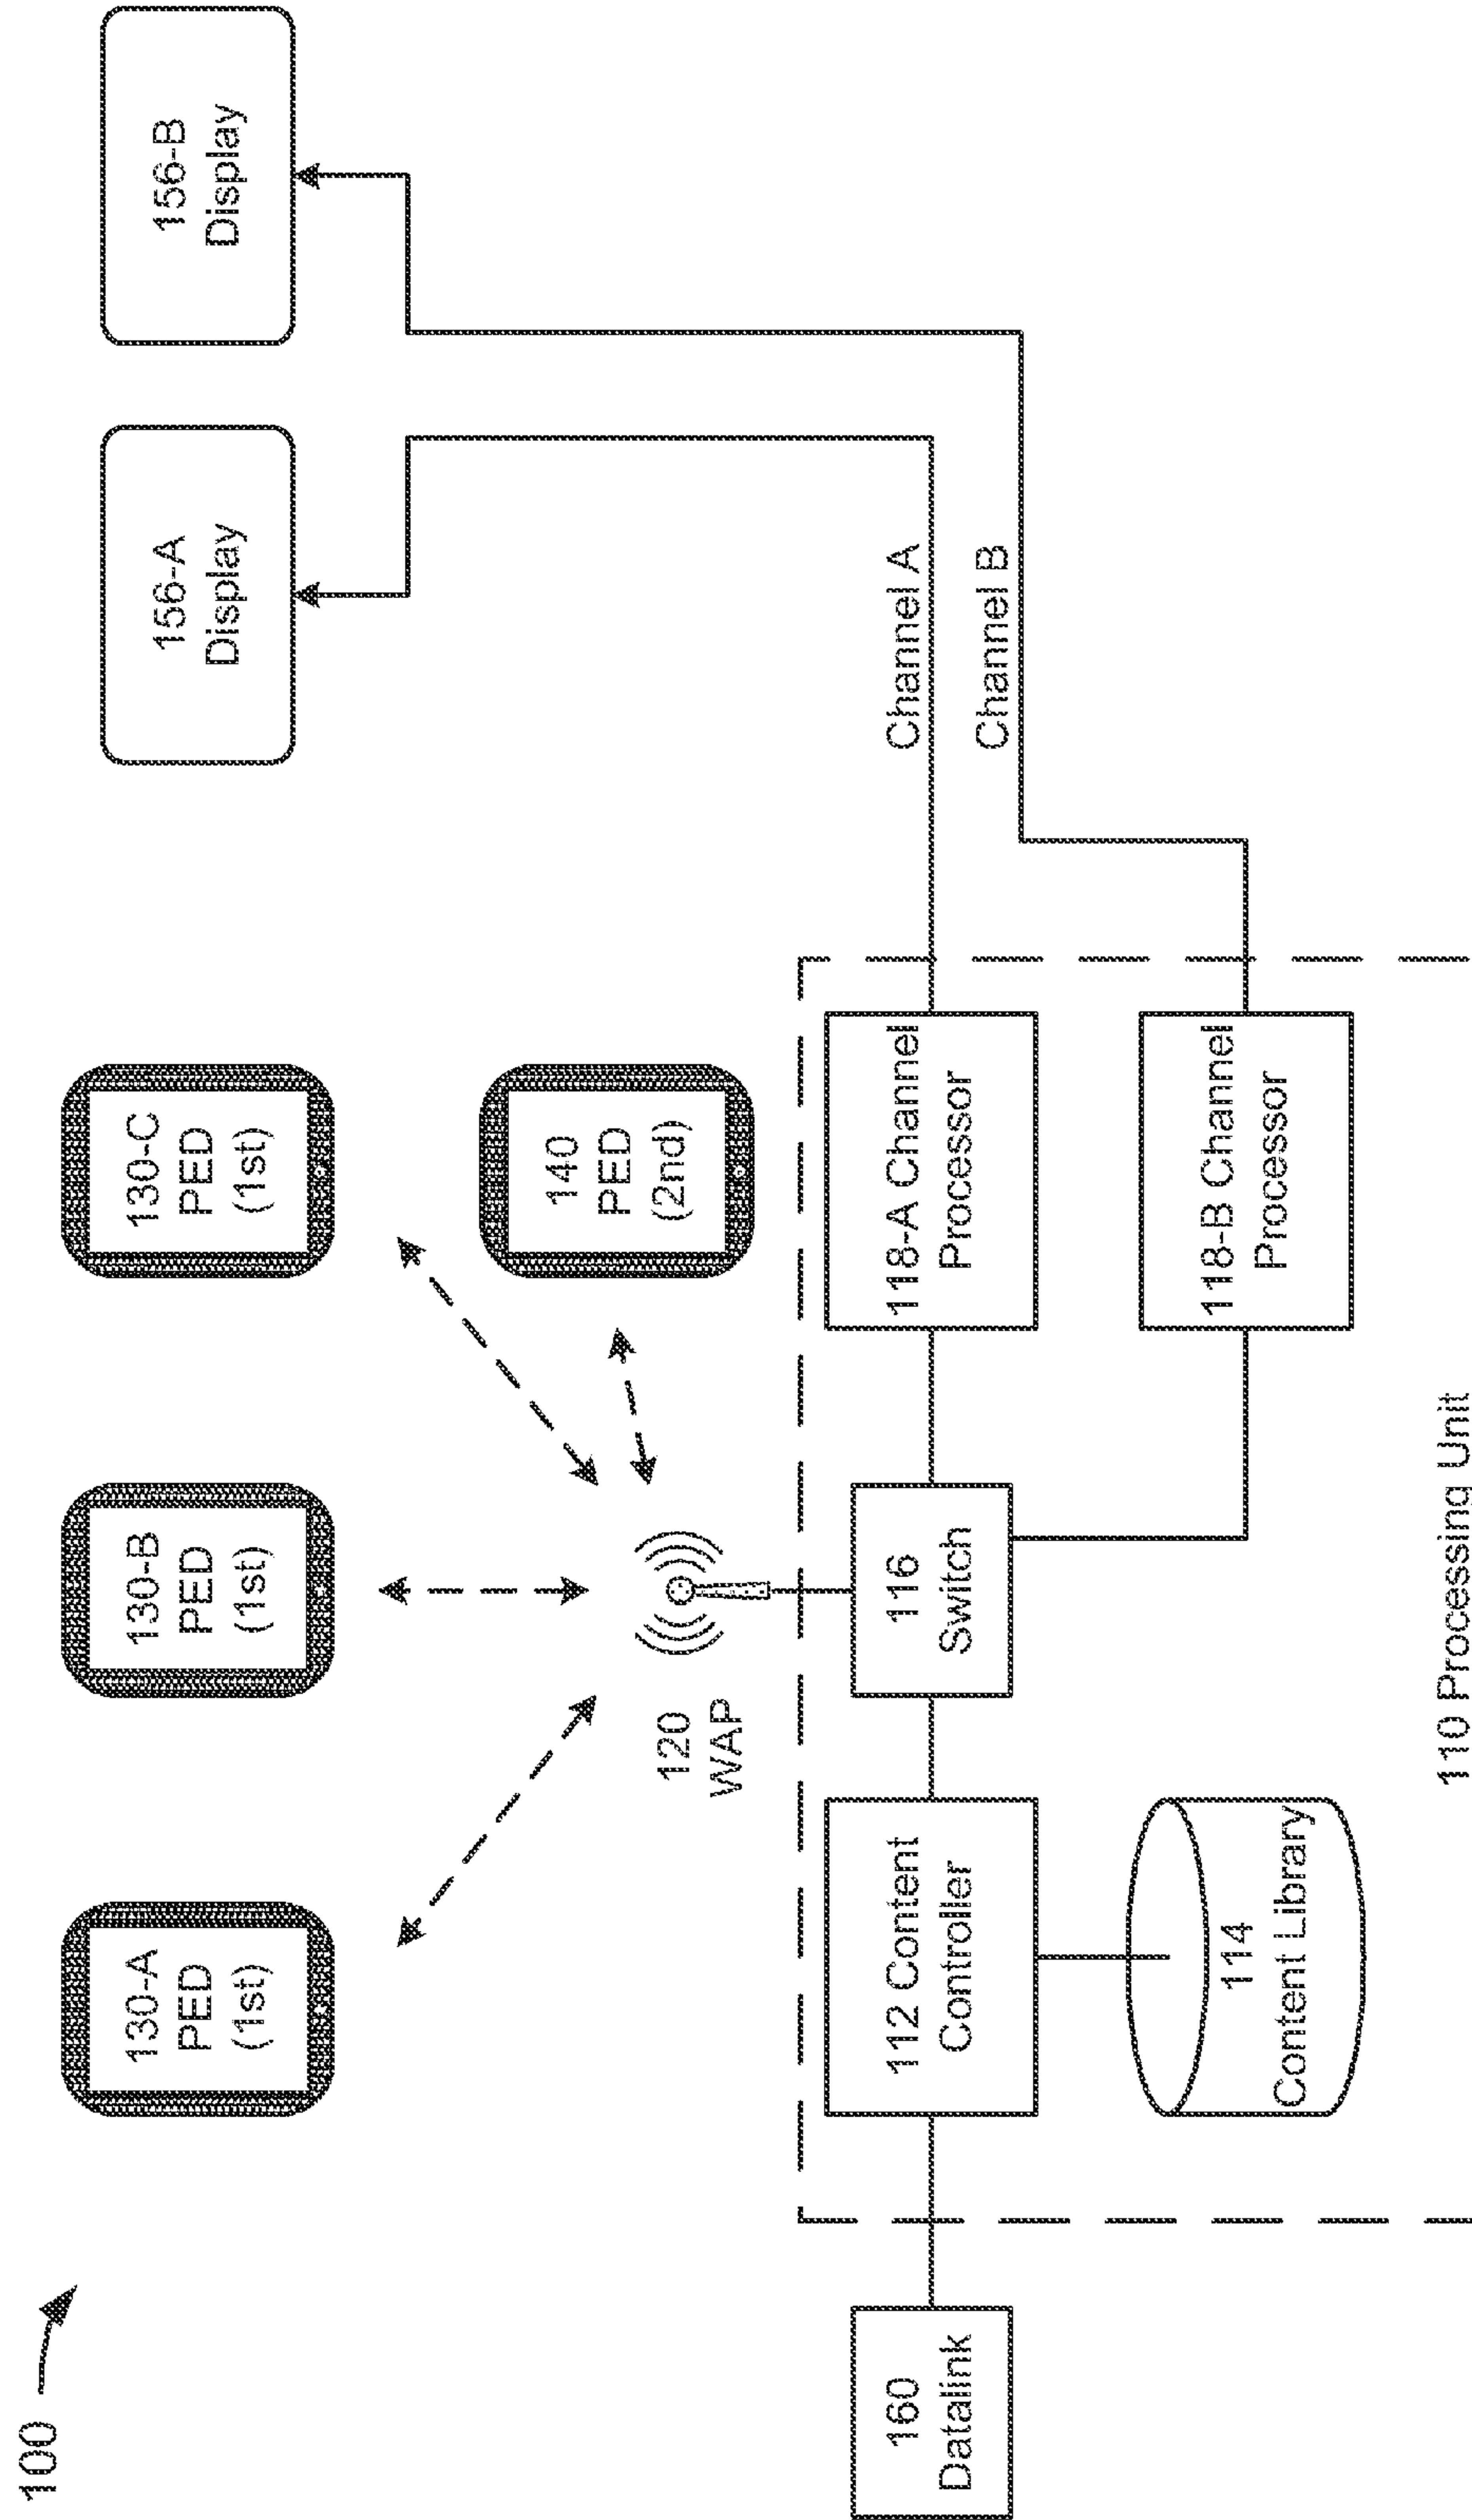 100
130-A
PED
(1st)
130-B
PED
(1st)
130-C
PED
(1st)
156-A
Display
156-B
Display
140
PED
(2nd)
120
WAP
Channel A
Channel B
160
Datalink
112 Content
Controller
116
Switch
118-A Channel
Processor
114
Content Library
118-B Channel
Processor
110 Processing Unit